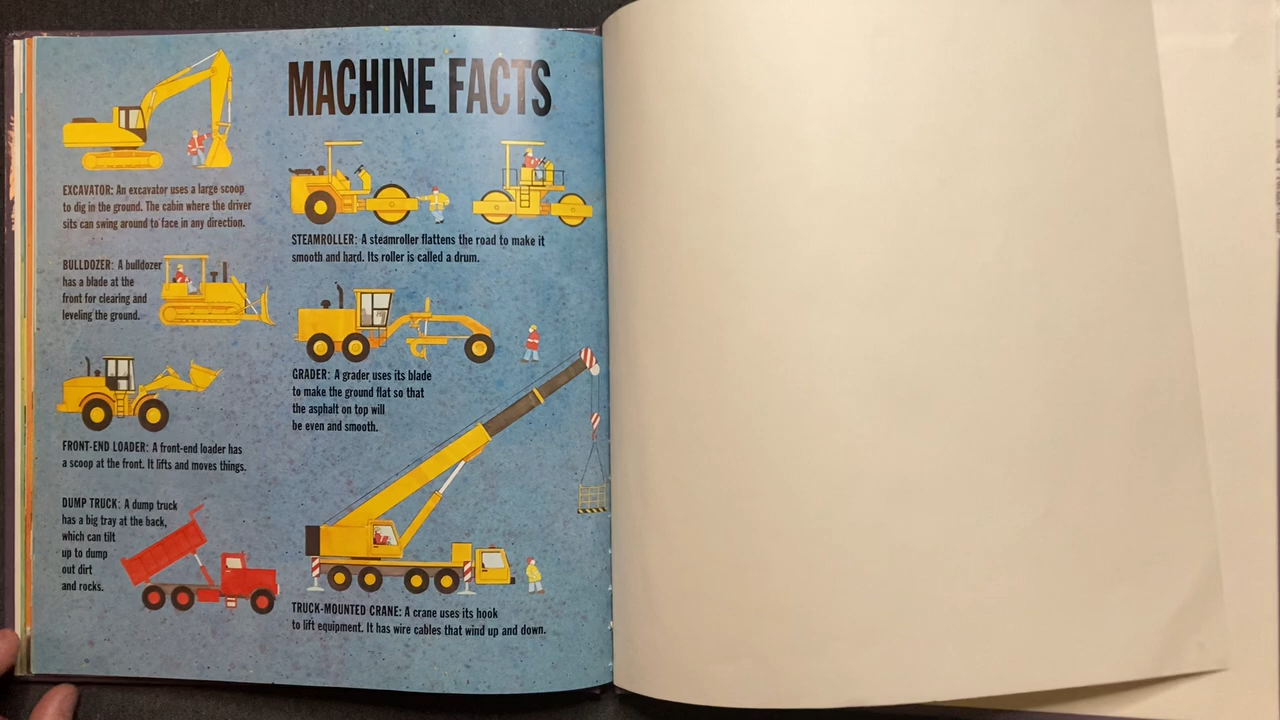 MACHINE FACTS
EXCAVATOR: An excavator uses a large scoop
to dig in the ground. The cabin where the driver
sits can swing around to face in any direction.
BULLDOZER: A bulldozer
has a blade at the
front for clearing and
leveling the ground.
FRONT-END LOADER: A front-end loader has
a scoop at the front. It lifts and moves things.
DUMP TRUCK: A dump truck
has a big tray at the back,
which can tilt
up to dump
out dirt
and rocks.
STEAMROLLER: A steamroller flattens the road to make it
smooth and hard. Its roller is called a drum.
GRADER: A grader uses its blade
to make the ground flat so that
the asphalt on top will
be even and smooth.
TRUCK-MOUNTED CRANE: A crane uses its hook
to lift equipment. It has wire cables that wind up and down.